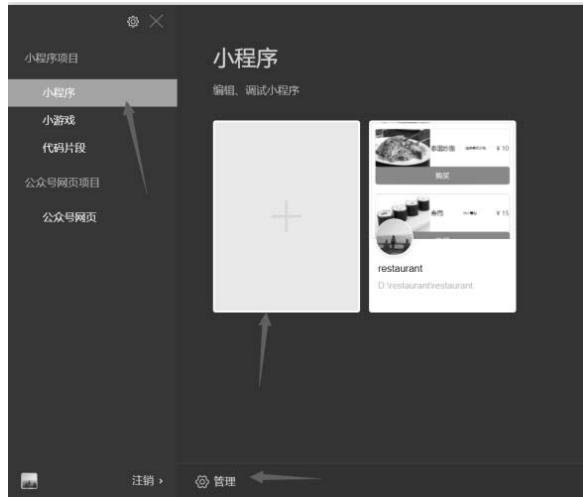 小程序项目
小程序
小游戏
代码片段
公众号网页项目
公众号网页
注销 ›
小程序
编辑、调试小程序
+
泰国炒饭
¥ 10
购买
寿司
¥ 15
restaurant
D:\restaurant\restaurant
管理